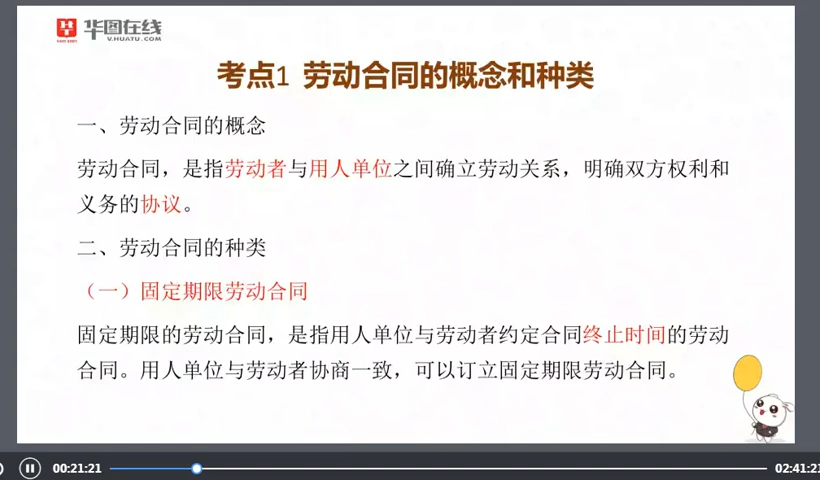 华图在线
V.HUATU.COM
考点1 劳动合同的概念和种类
一、劳动合同的概念
劳动合同，是指劳动者与用人单位之间确立劳动关系，明确双方权利和
义务的协议。
二、劳动合同的种类
（一）固定期限劳动合同
固定期限的劳动合同，是指用人单位与劳动者约定合同终止时间的劳动
合同。用人单位与劳动者协商一致，可以订立固定期限劳动合同。
00:21:21
02:41:21